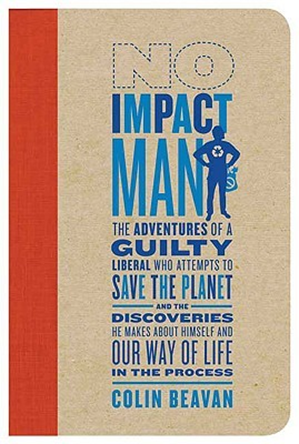 NO
IMPACT
MAN
THE ADVENTURES OF A
GUILTY
LIBERAL WHO ATTEMPTS TO
SAVE THE PLANET
AND THE
DISCOVERIES
HE MAKES ABOUT HIMSELF AND
OUR WAY OF LIFE
IN THE PROCESS
COLIN BEAVAN